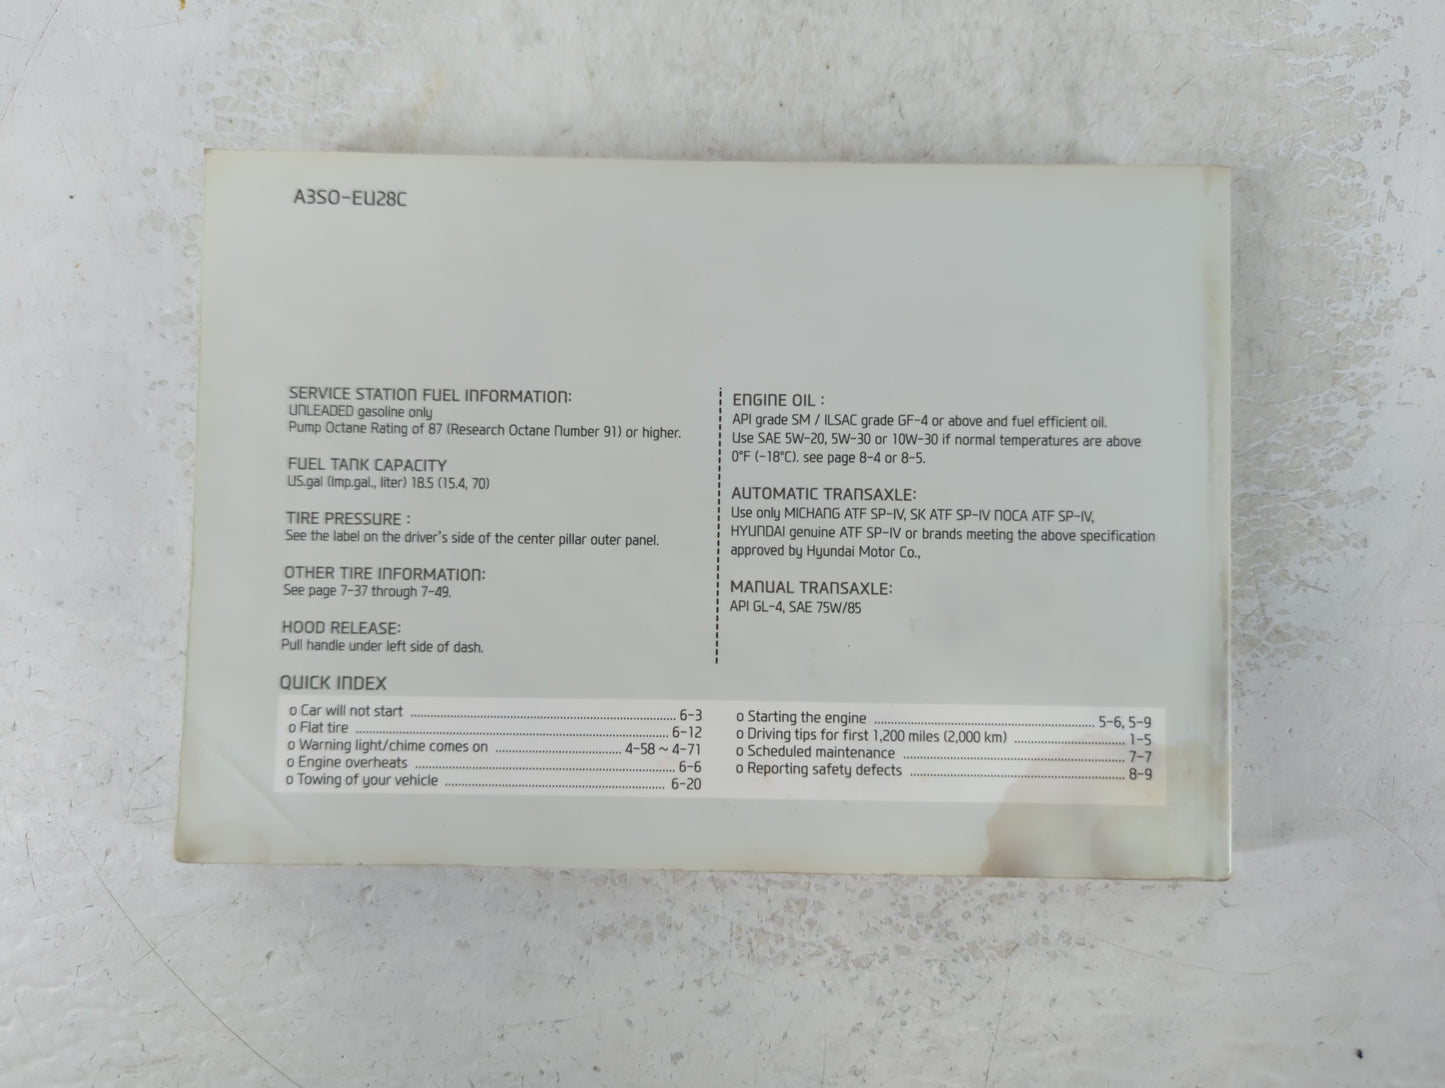 A3SO-EU28C
SERVICE STATION FUEL INFORMATION:
UNLEADED gasoline only
Pump Octane Rating of 87 (Research Octane Number 91) or higher.
FUEL TANK CAPACITY
US.gal (Imp.gal., liter) 18.5 (15.4, 70)
TIRE PRESSURE :
See the label on the driver's side of the center pillar outer panel.
OTHER TIRE INFORMATION:
See page 7-37 through 7-49.
HOOD RELEASE:
Pull handle under left side of dash.
ENGINE OIL :
API grade SM / ILSAC grade GF-4 or above and fuel efficient oil.
Use SAE 5W-20, 5W-30 or 10W-30 if normal temperatures are above
0°F (-18°C). see page 8-4 or 8-5.
AUTOMATIC TRANSAXLE:
Use only MICHANG ATF SP-IV, SK ATF SP-IV NOCA ATF SP-IV,
HYUNDAI genuine ATF SP-IV or brands meeting the above specification
approved by Hyundai Motor Co.,
MANUAL TRANSAXLE:
API GL-4, SAE 75W/85
QUICK INDEX
o Car will not start ........ 6-3
o Flat tire ........ 6-12
o Warning light/chime comes on ........ 4-58 ~ 4-71
o Engine overheats ........ 6-6
o Towing of your vehicle ........ 6-20
o Starting the engine ........ 5-6, 5-9
o Driving tips for first 1,200 miles (2,000 km) ........ 1-5
o Scheduled maintenance ........ 7-7
o Reporting safety defects ........ 8-9